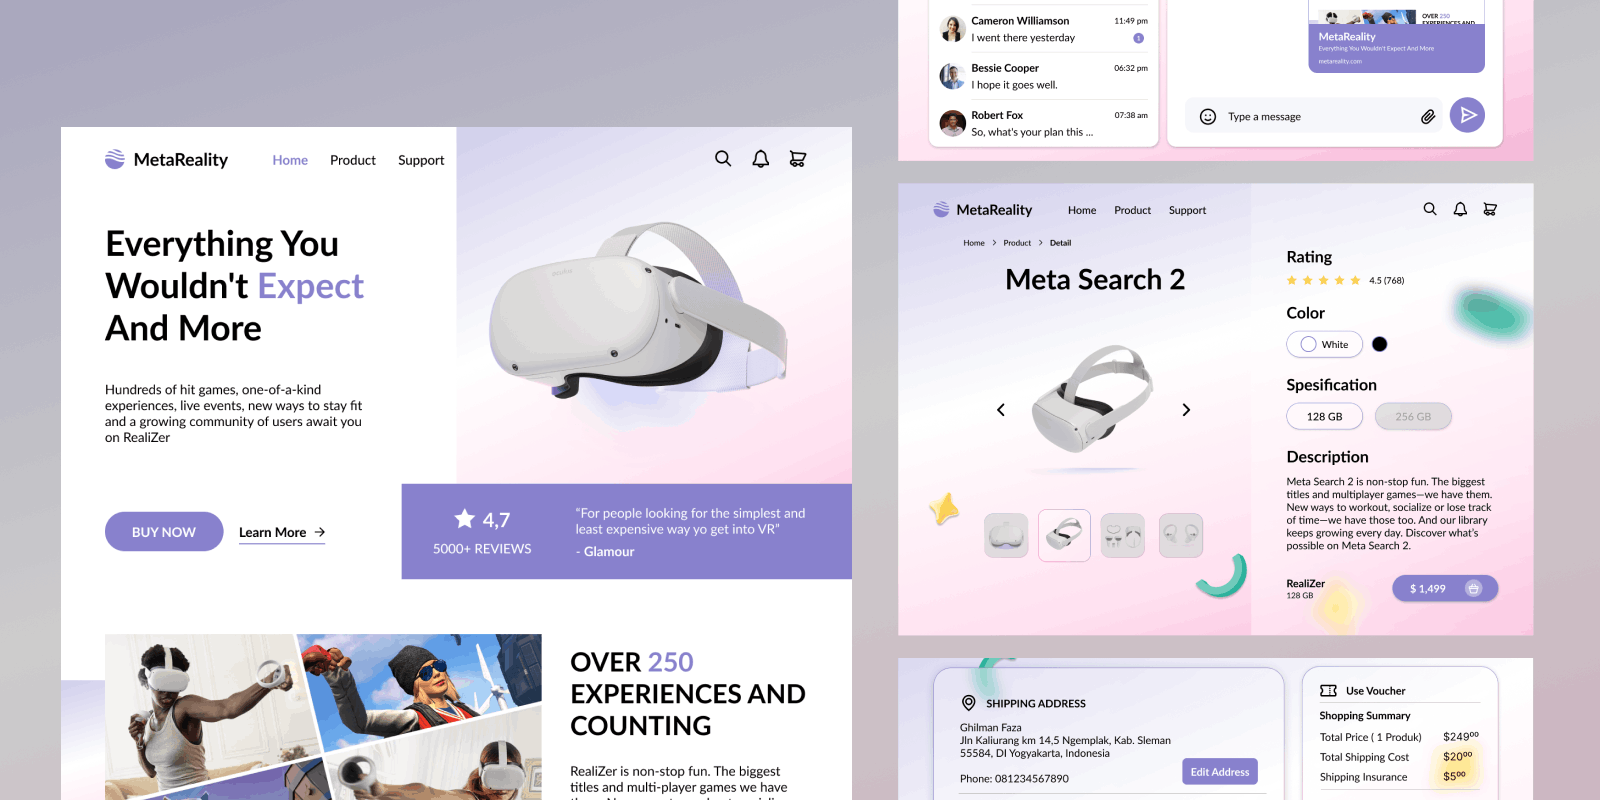 MetaReality
Home
Product
Support
Everything You
Wouldn't Expect
And More
Hundreds of hit games, one-of-a-kind
experiences, live events, new ways to stay fit
and a growing community of users await you
on RealiZer
BUY NOW
Learn More
4,7
5000+ REVIEWS
“For people looking for the simplest and
least expensive way yo get into VR”
- Glamour
OVER 250
EXPERIENCES AND
COUNTING
RealiZer is non-stop fun. The biggest
titles and multi-player games we have
Cameron Williamson
11:49 pm
I went there yesterday
1
Bessie Cooper
06:32 pm
I hope it goes well.
Robert Fox
07:38 am
So, what's your plan this ...
OVER 250
EXPERIENCES AND
MetaReality
Everything You Wouldn't Expect And More
metareality.com
Type a message
MetaReality
Home
Product
Support
Home
Product
Detail
Meta Search 2
Rating
4.5 (768)
Color
White
Spesification
128 GB
256 GB
Description
Meta Search 2 is non-stop fun. The biggest
titles and multiplayer games—we have them.
New ways to workout, socialize or lose track
of time—we have those too. And our library
keeps growing every day. Discover what's
possible on Meta Search 2.
RealiZer
128 GB
$ 1,499
SHIPPING ADDRESS
Ghilman Faza
Jln Kaliurang km 14,5 Ngemplak, Kab. Sleman
55584, DI Yogyakarta, Indonesia
Phone: 081234567890
Edit Address
Use Voucher
Shopping Summary
Total Price ( 1 Produk)
$249⁰⁰
Total Shipping Cost
$20⁰⁰
Shipping Insurance
$5⁰⁰